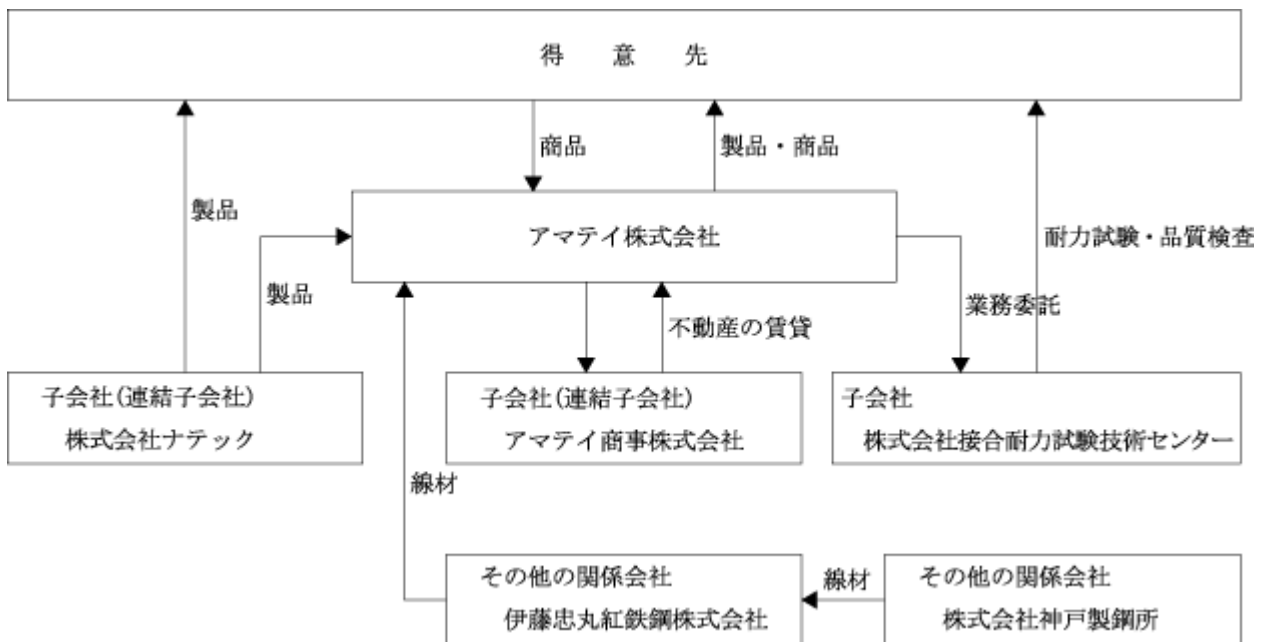 得意先
商品
製品・商品
製品
アマテイ株式会社
耐力試験・品質検査
製品
不動産の賃貸
業務委託
子会社(連結子会社)
株式会社ナテック
子会社(連結子会社)
アマテイ商事株式会社
子会社
株式会社接合耐力試験技術センター
線材
その他の関係会社
伊藤忠丸紅鉄鋼株式会社
線材
その他の関係会社
株式会社神戸製鋼所